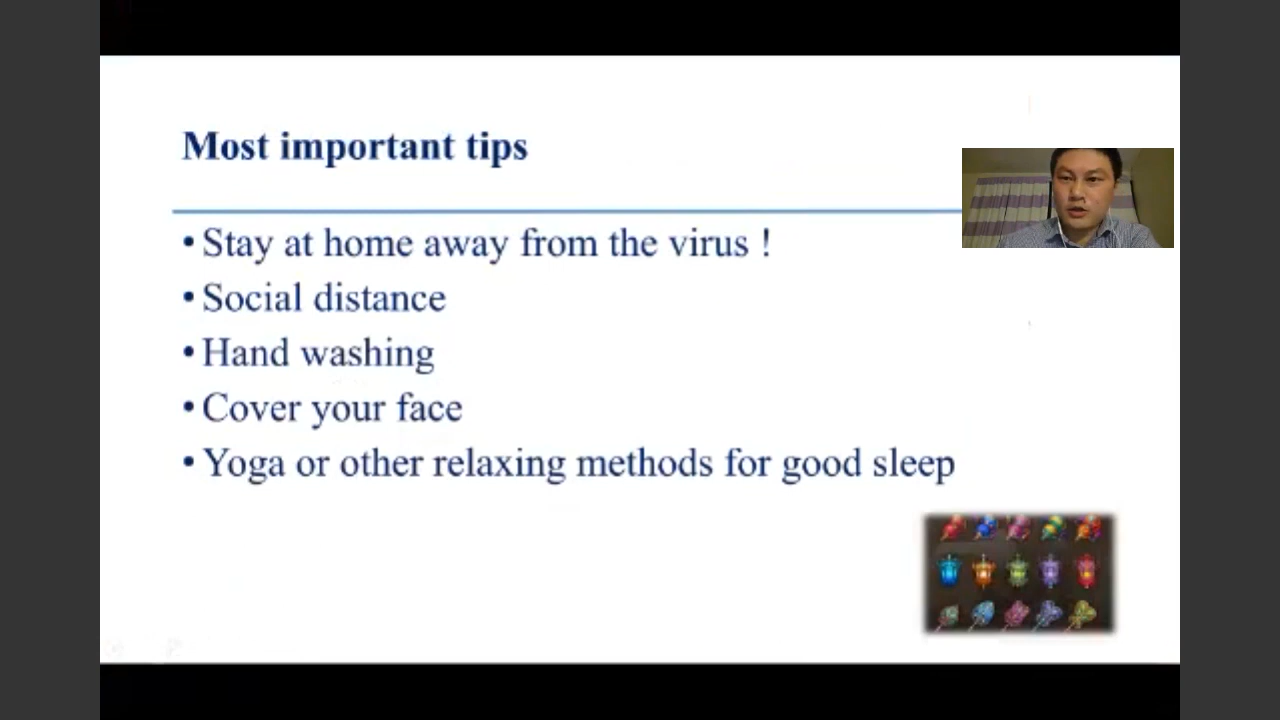 Most important tips
• Stay at home away from the virus !
• Social distance
• Hand washing
• Cover your face
• Yoga or other relaxing methods for good sleep